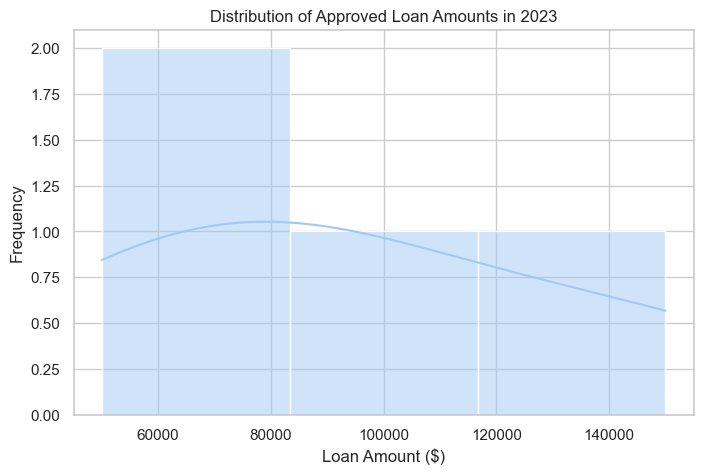 Distribution of Approved Loan Amounts in 2023
2.00
1.75
1.50
1.25
1.00
0.75
0.50
0.25
0.00
Frequency
60000 80000 100000 120000 140000
Loan Amount ($)